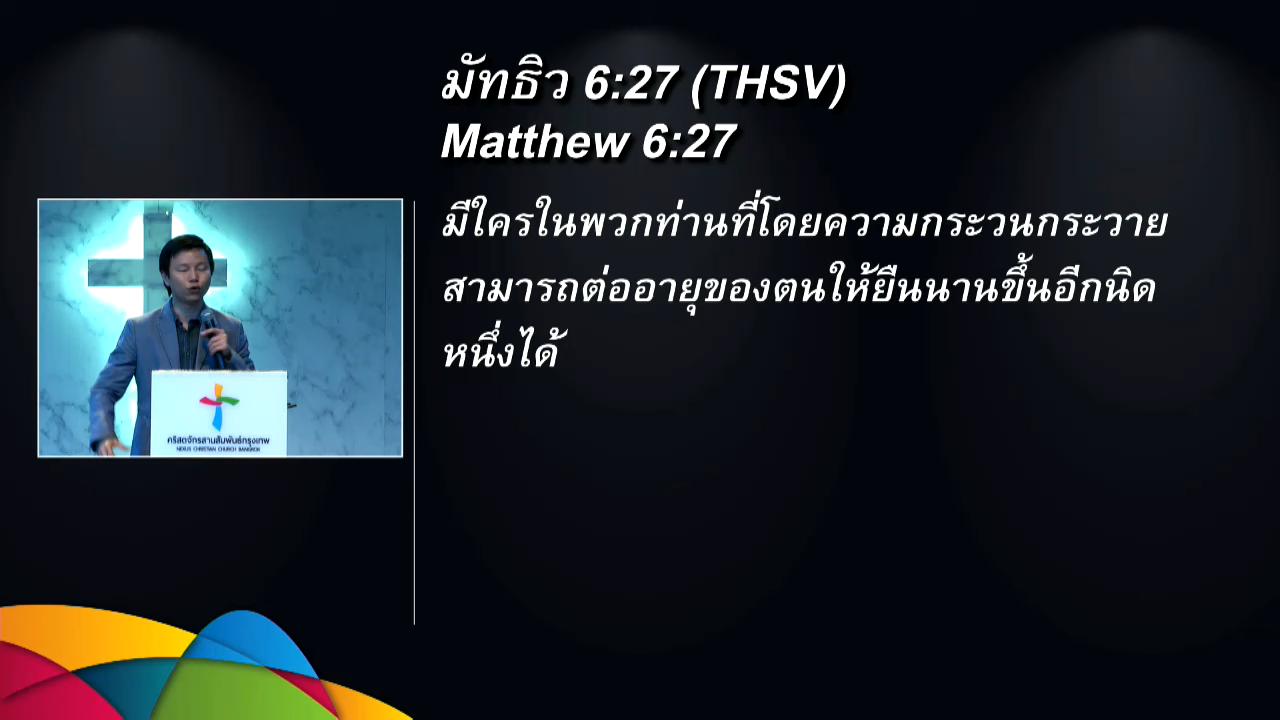 มัทธิว 6:27 (THSV)
Matthew 6:27
มีใครในพวกท่านที่โดยความกระวนกระวาย
สามารถต่ออายุของตนให้ยืนนานขึ้นอีกนิด
หนึ่งได้
คริสตจักรสานสัมพันธ์กรุงเทพ
NEXUS CHRISTIAN CHURCH BANGKOK